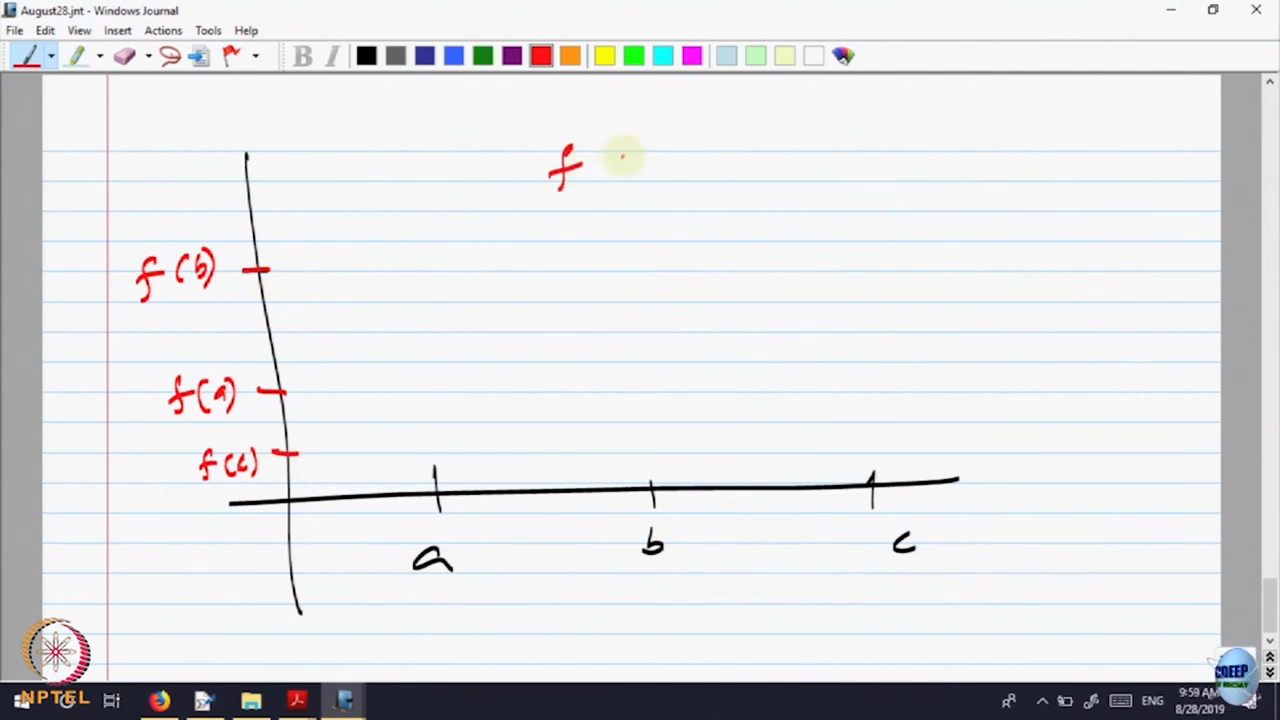 August28.jnt - Windows Journal
File Edit View Insert Actions Tools Help
B I
f
f(b)
f(a)
f(c)
a b c
NPTEL
CDEEP
ENG
9:59 AM
8/28/2019